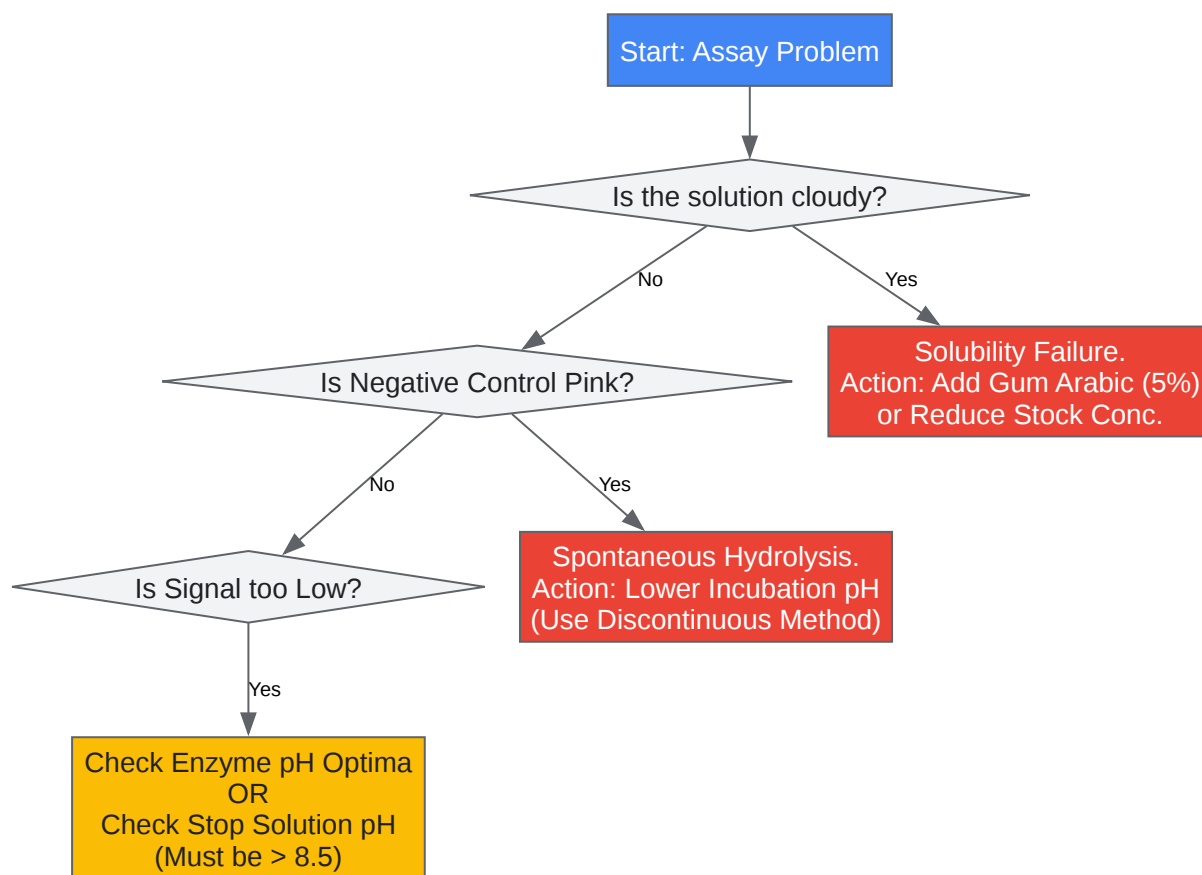 Start: Assay Problem
Is the solution cloudy?
No
Yes
Solubility Failure.
Action: Add Gum Arabic (5%)
or Reduce Stock Conc.
Is Negative Control Pink?
No
Yes
Spontaneous Hydrolysis.
Action: Lower Incubation pH
(Use Discontinuous Method)
Is Signal too Low?
Yes
Check Enzyme pH Optima
OR
Check Stop Solution pH
(Must be > 8.5)